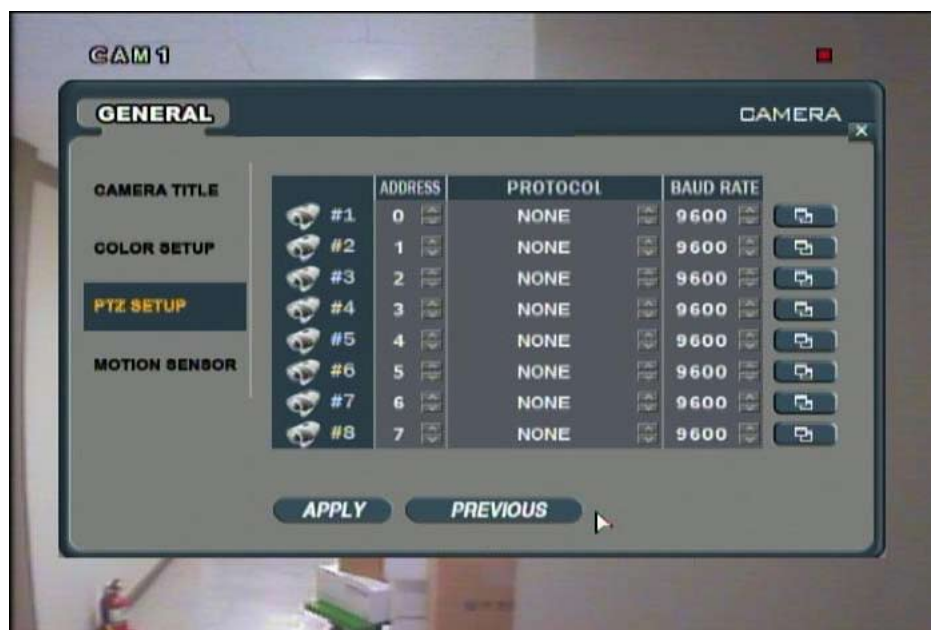 CAM 1
GENERAL
CAMERA
CAMERA TITLE
COLOR SETUP
PTZ SETUP
MOTION SENSOR
ADDRESS PROTOCOL BAUD RATE
#1 0 NONE 9600
#2 1 NONE 9600
#3 2 NONE 9600
#4 3 NONE 9600
#5 4 NONE 9600
#6 5 NONE 9600
#7 6 NONE 9600
#8 7 NONE 9600
APPLY PREVIOUS